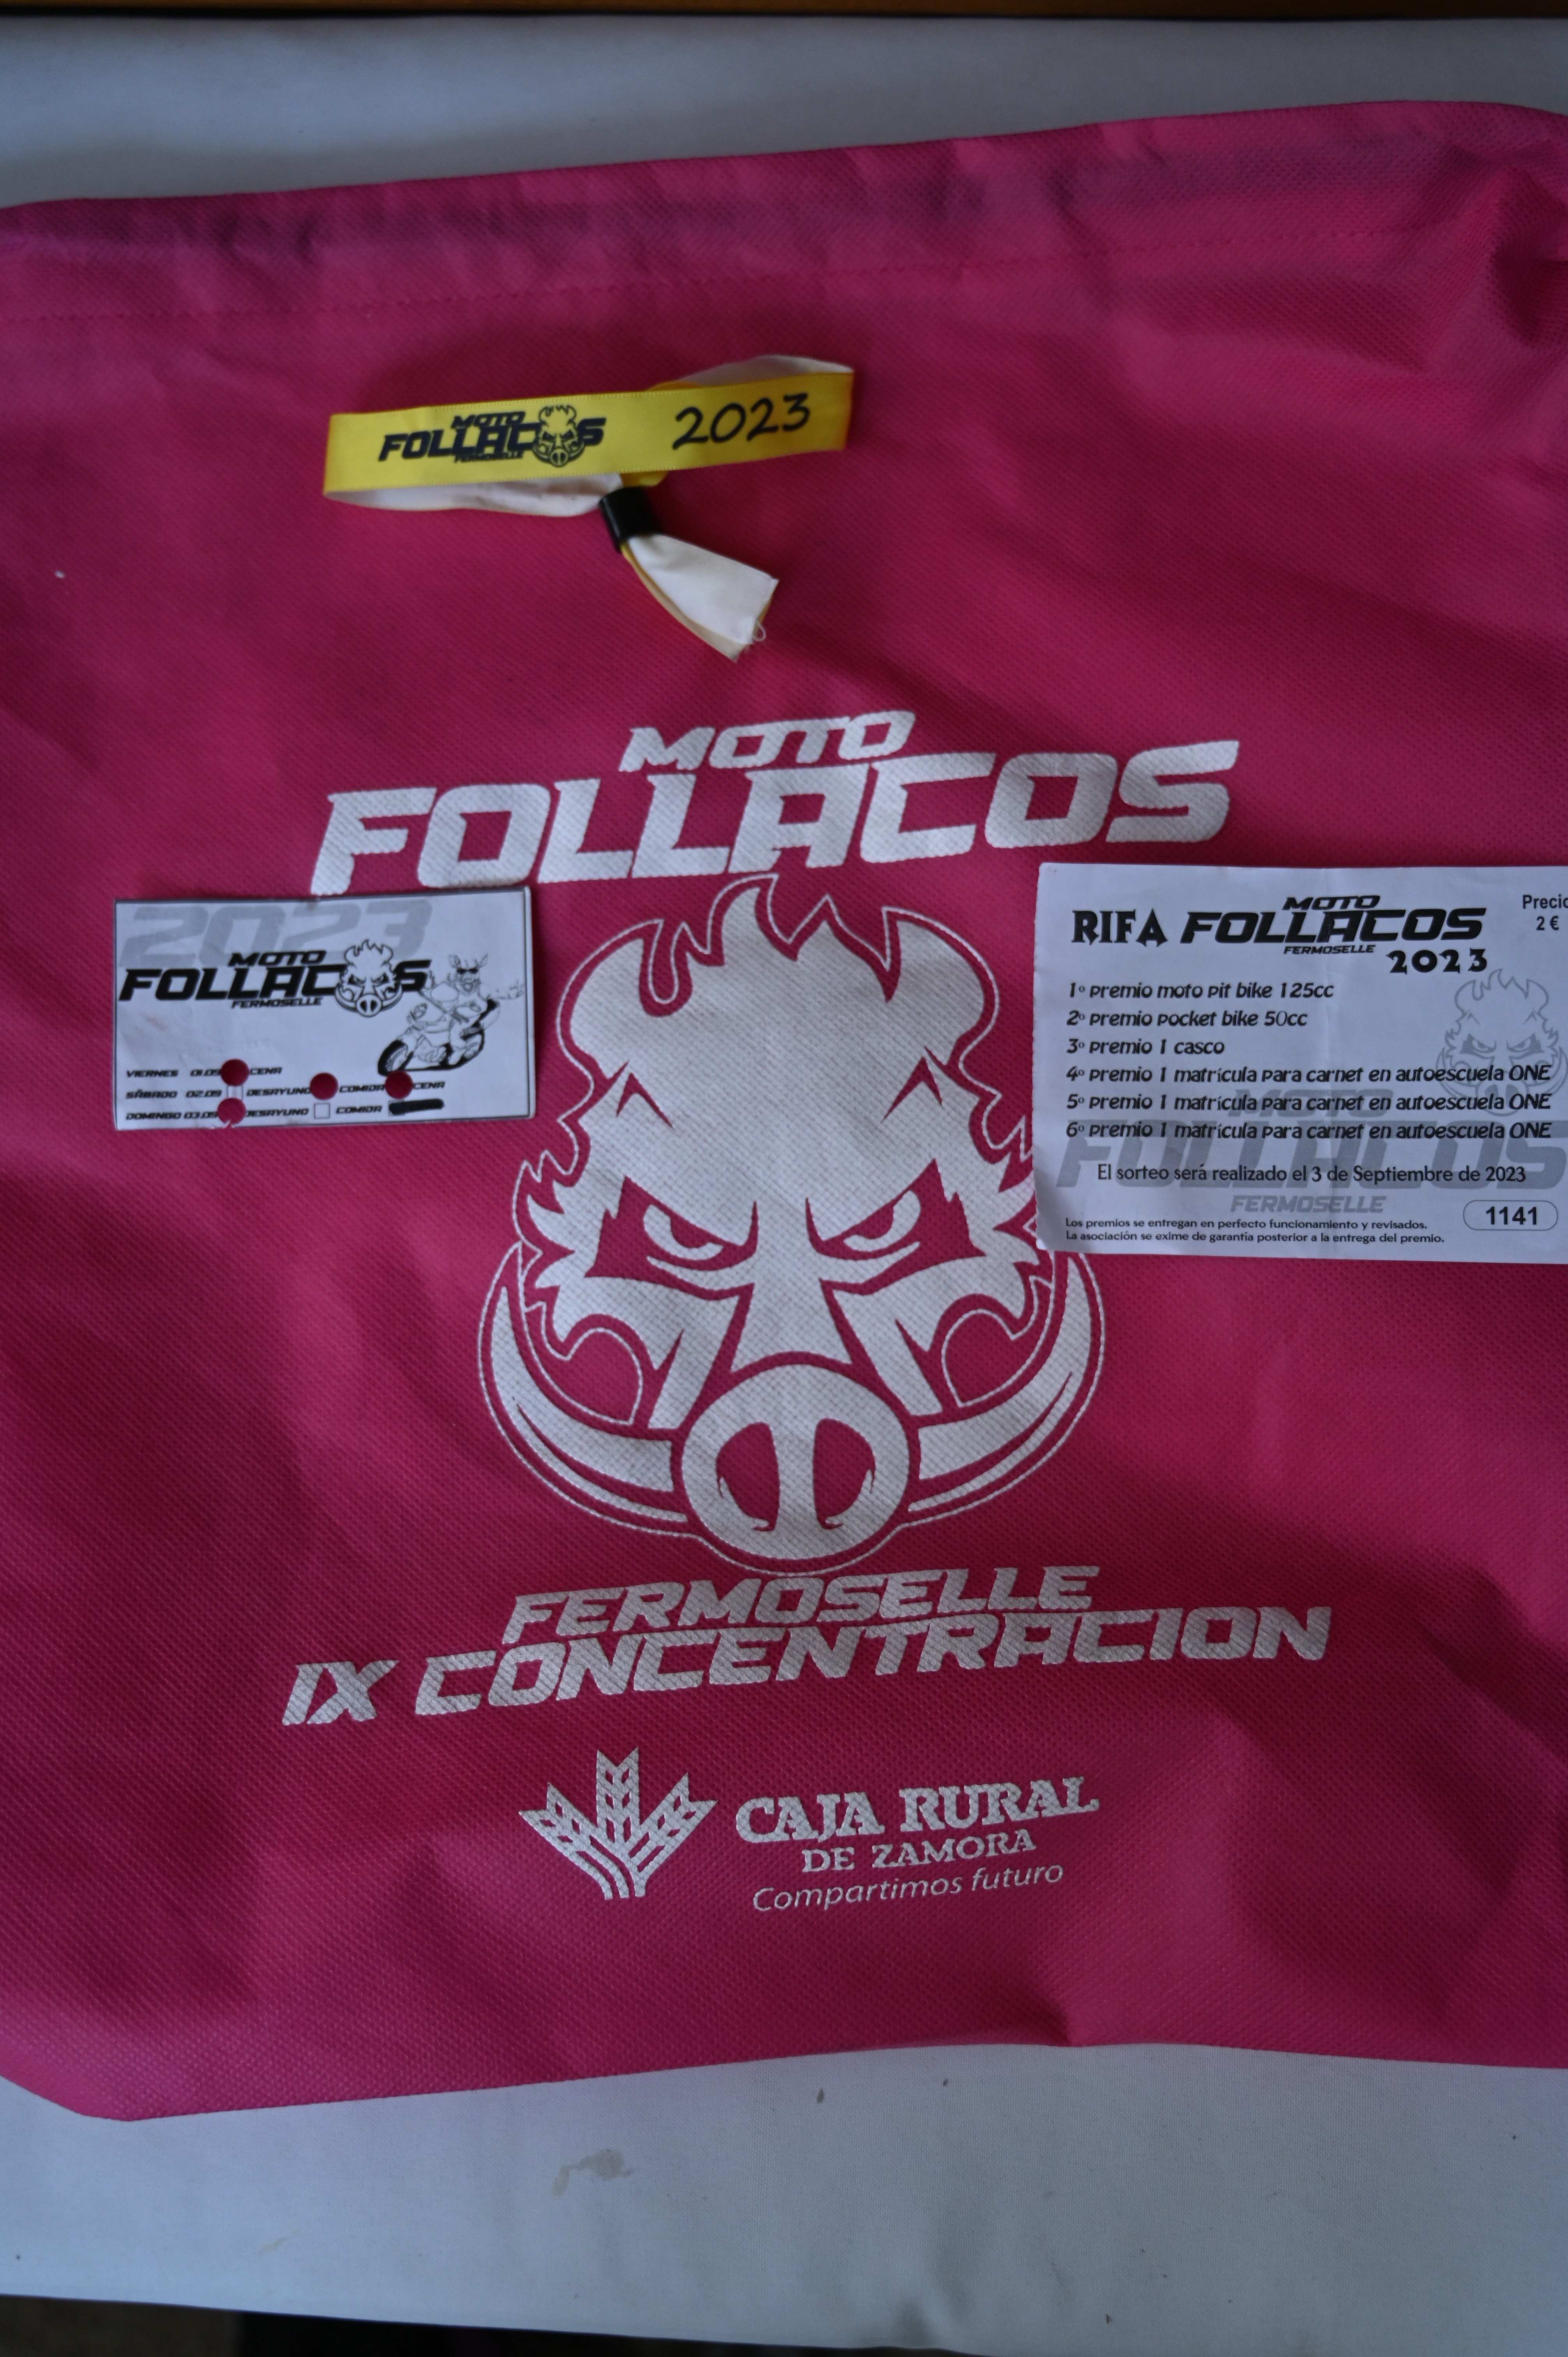 MOTO
FOLLACOS
FERMOSELLE
2023
MOTO
FOLLACOS
2023
MOTO
FOLLACOS
FERMOSELLE
VIERNES 01.09 CENA
SÁBADO 02.09 DESAYUNO COMIDA CENA
DOMINGO 03.09 DESAYUNO COMIDA
RIFA MOTO FOLLACOS
FERMOSELLE
2023
Precio
2 €
1º premio moto pit bike 125cc
2º premio pocket bike 50cc
3º premio 1 casco
4º premio 1 matrícula para carnet en autoescuela ONE
5º premio 1 matrícula para carnet en autoescuela ONE
6º premio 1 matrícula para carnet en autoescuela ONE
MOTO
FOLLACOS
El sorteo será realizado el 3 de Septiembre de 2023
FERMOSELLE
1141
Los premios se entregan en perfecto funcionamiento y revisados.
La asociación se exime de garantía posterior a la entrega del premio.
FERMOSELLE
IX CONCENTRACION
CAJA RURAL
DE ZAMORA
Compartimos futuro